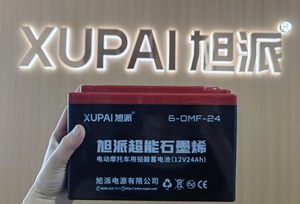 XUPAI 旭派®
XUPAI 旭派 6-DMF-24
旭派超能石墨烯
电动摩托车用铅酸蓄电池(12V24Ah)
旭派电源有限公司